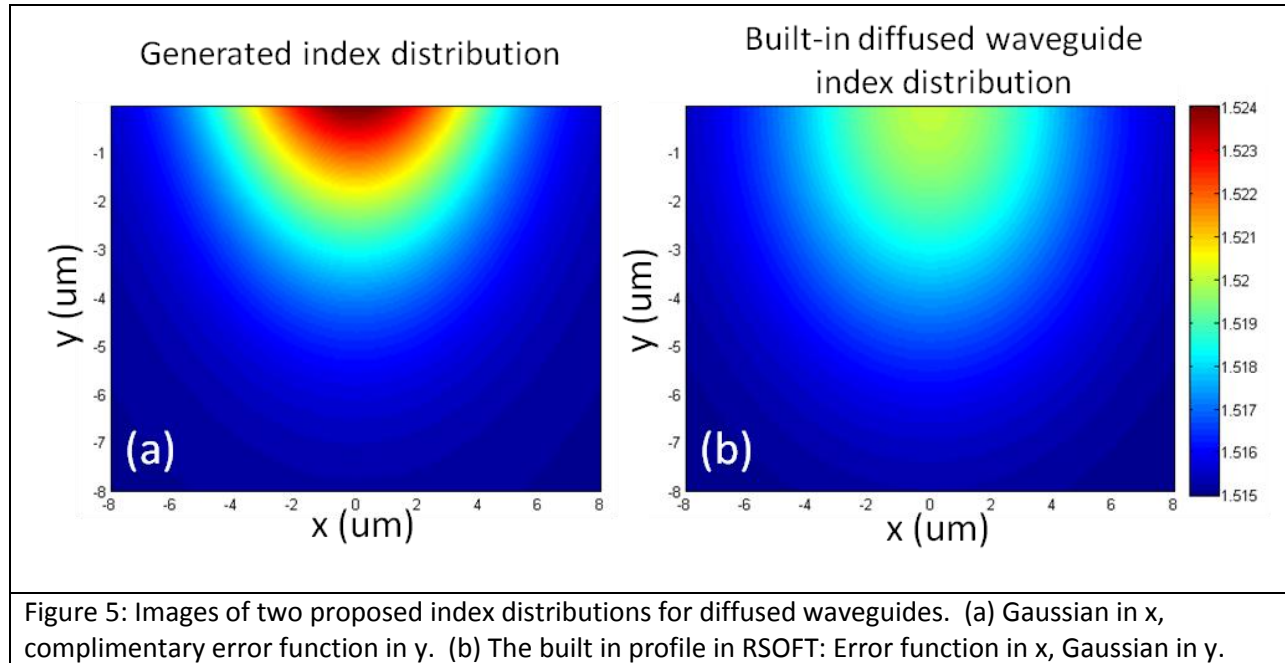 Generated index distribution
Built-in diffused waveguide
index distribution
-1
-2
-3
-4
-5
-6
-7
-8
y (um)
(a)
-8 -6 -4 -2 0 2 4 6 8
x (um)
-1
-2
-3
-4
-5
-6
-7
-8
y (um)
(b)
-8 -6 -4 -2 0 2 4 6 8
x (um)
1.524
1.523
1.522
1.521
1.52
1.519
1.518
1.517
1.516
1.515
Figure 5: Images of two proposed index distributions for diffused waveguides. (a) Gaussian in x,
complimentary error function in y. (b) The built in profile in RSOFT: Error function in x, Gaussian in y.